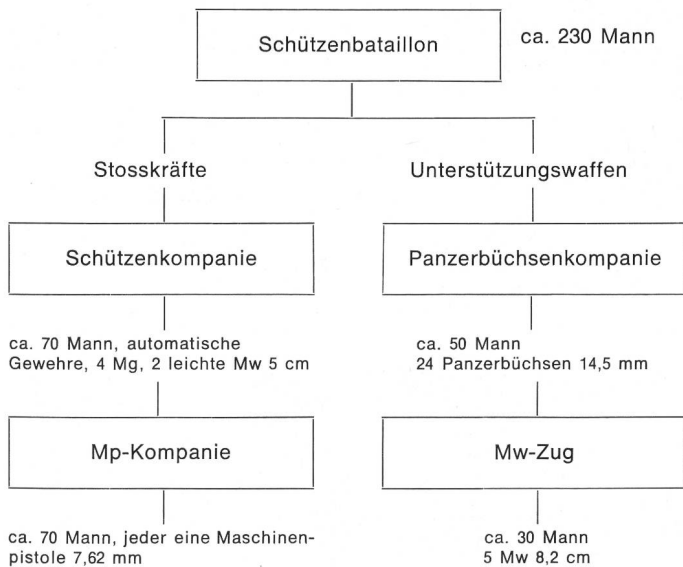 Schützenbataillon
ca. 230 Mann
Stosskräfte
Unterstützungswaffen
Schützenkompanie
Panzerbüchsenkompanie
ca. 70 Mann, automatische
Gewehre, 4 Mg, 2 leichte Mw 5 cm
ca. 50 Mann
24 Panzerbüchsen 14,5 mm
Mp-Kompanie
Mw-Zug
ca. 70 Mann, jeder eine Maschinen-
pistole 7,62 mm
ca. 30 Mann
5 Mw 8,2 cm